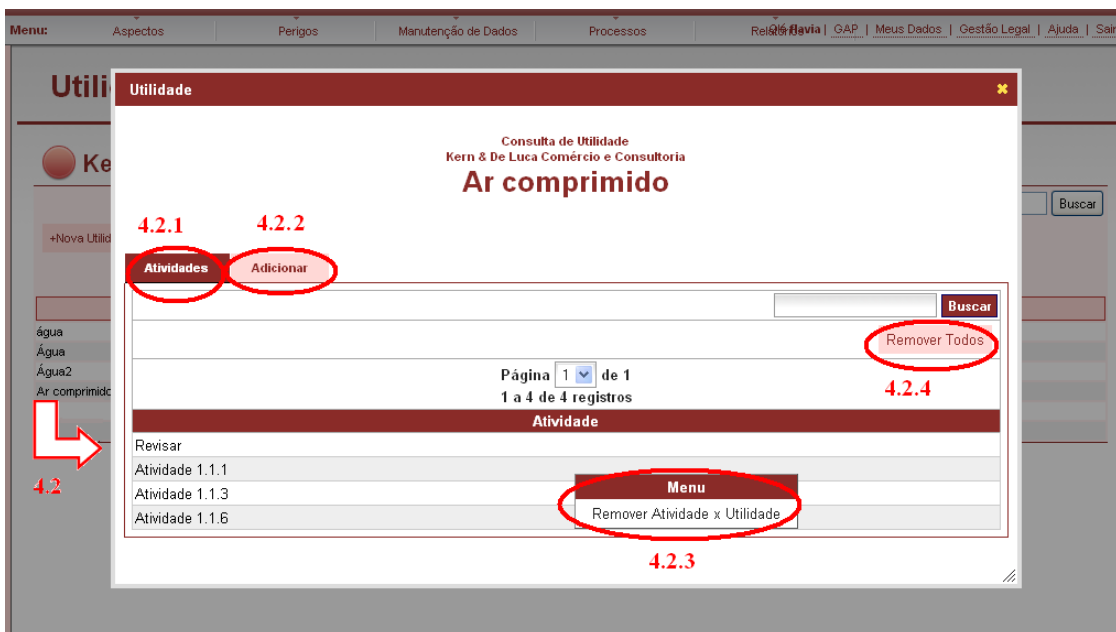 Menu: Aspectos Perigos Manutenção de Dados Processos flavia | GAP | Meus Dados | Gestão Legal | Ajuda | Sair
Utili
Utilidade
Consulta de Utilidade
Kern & De Luca Comércio e Consultoria
Ar comprimido
Ke
Buscar
+Nova Utilid
4.2.1 4.2.2
Atividades Adicionar
Buscar
Remover Todos
4.2.4
Página 1 de 1
1 a 4 de 4 registros
Atividade
água
Água
Água2
Ar comprimido
4.2
Revisar
Atividade 1.1.1
Atividade 1.1.3
Atividade 1.1.6
Menu
Remover Atividade x Utilidade
4.2.3